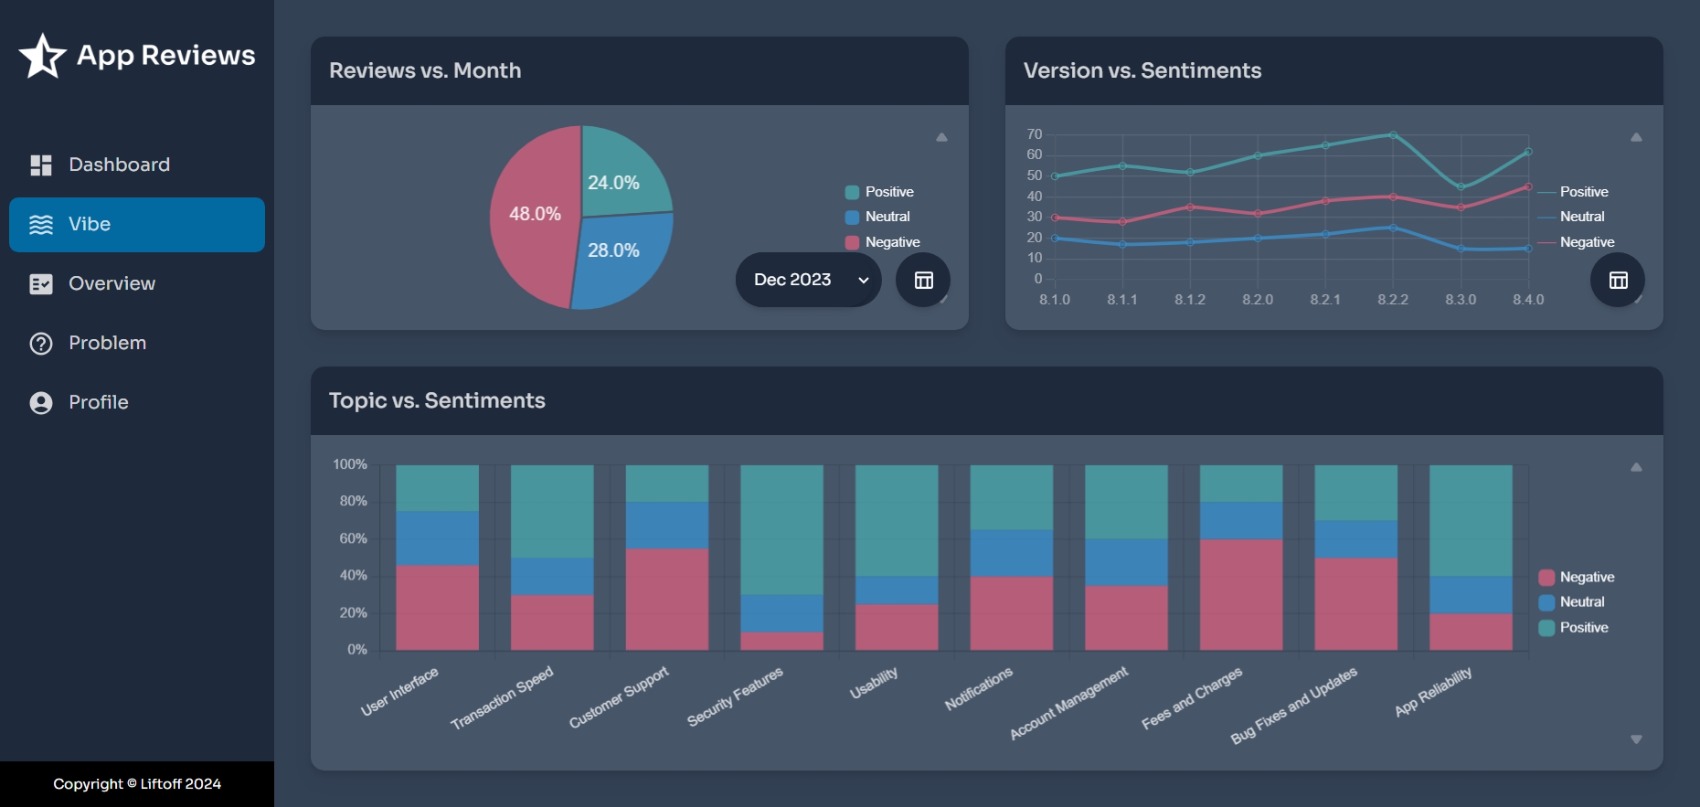 App Reviews
Dashboard
Vibe
Overview
Problem
Profile
Copyright © Liftoff 2024
Reviews vs. Month
24.0%
48.0%
28.0%
Positive
Neutral
Negative
Dec 2023
Version vs. Sentiments
70
60
50
40
30
20
10
0
8.1.0 8.1.1 8.1.2 8.2.0 8.2.1 8.2.2 8.3.0 8.4.0
Positive
Neutral
Negative
Topic vs. Sentiments
100%
80%
60%
40%
20%
0%
User Interface
Transaction Speed
Customer Support
Security Features
Usability
Notifications
Account Management
Fees and Charges
Bug Fixes and Updates
App Reliability
Negative
Neutral
Positive